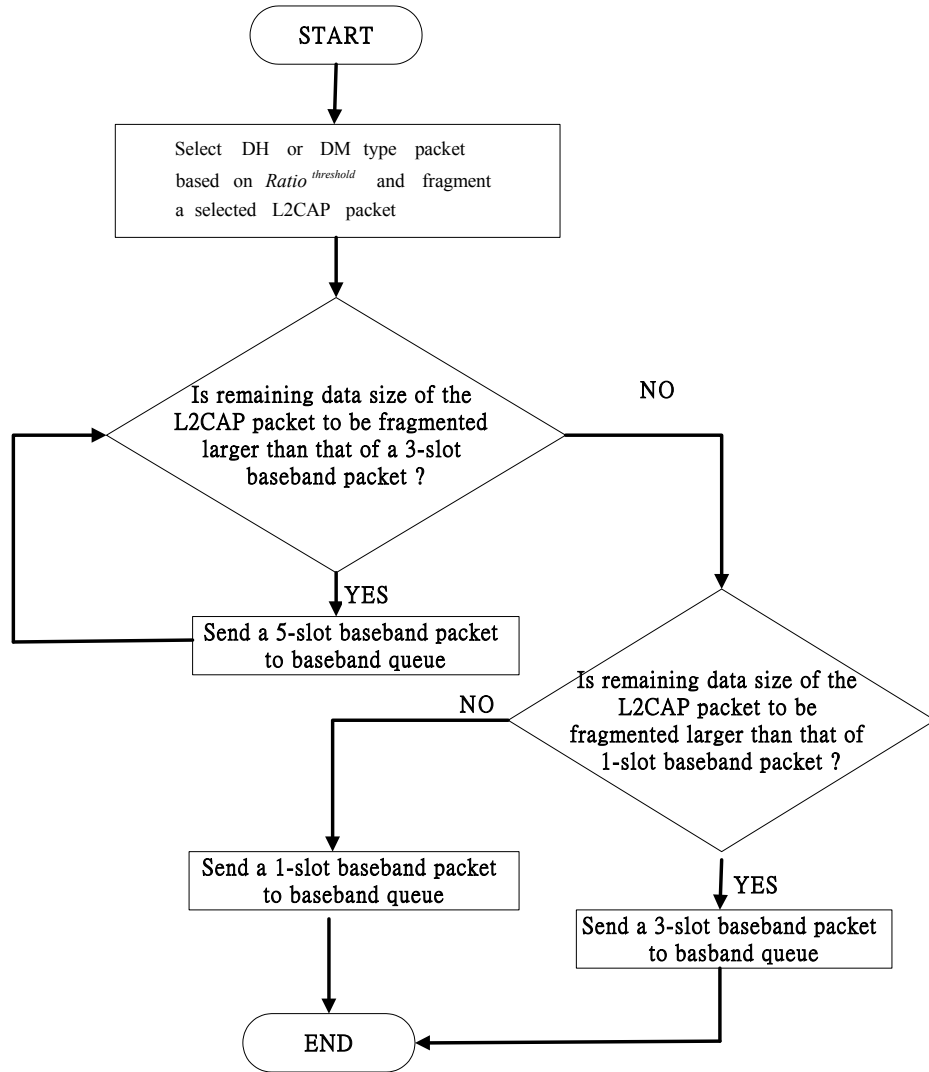 START
Select DH or DM type packet
based on Ratio threshold and fragment
a selected L2CAP packet
Is remaining data size of the
L2CAP packet to be fragmented
larger than that of a 3-slot
baseband packet ?
NO
YES
Send a 5-slot baseband packet
to baseband queue
Is remaining data size of the
L2CAP packet to be
fragmented larger than that of
1-slot baseband packet ?
NO
Send a 1-slot baseband packet
to baseband queue
YES
Send a 3-slot baseband packet
to basband queue
END